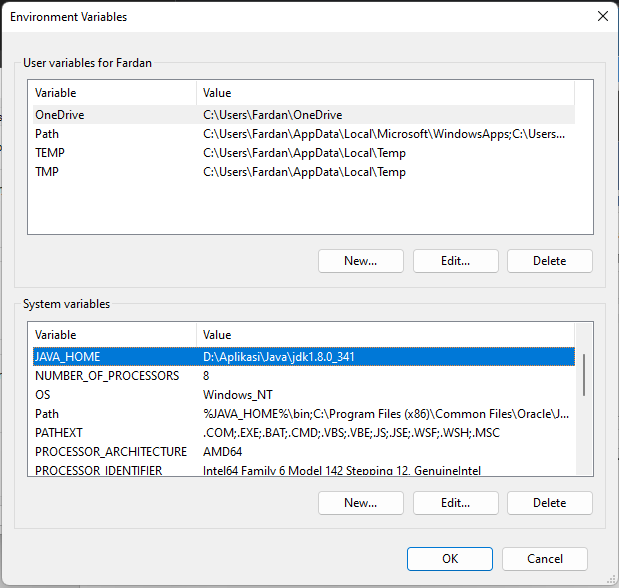 Environment Variables
User variables for Fardan
Variable Value
OneDrive C:\Users\Fardan\OneDrive
Path C:\Users\Fardan\AppData\Local\Microsoft\WindowsApps;C:\Users...
TEMP C:\Users\Fardan\AppData\Local\Temp
TMP C:\Users\Fardan\AppData\Local\Temp
New... Edit... Delete
System variables
Variable Value
JAVA_HOME D:\Aplikasi\Java\jdk1.8.0_341
NUMBER_OF_PROCESSORS 8
OS Windows_NT
Path %JAVA_HOME%\bin;C:\Program Files (x86)\Common Files\Oracle\J...
PATHEXT .COM;.EXE;.BAT;.CMD;.VBS;.VBE;.JS;.JSE;.WSF;.WSH;.MSC
PROCESSOR_ARCHITECTURE AMD64
PROCESSOR_IDENTIFIER Intel64 Family 6 Model 142 Stepping 12, GenuineIntel
New... Edit... Delete
OK Cancel